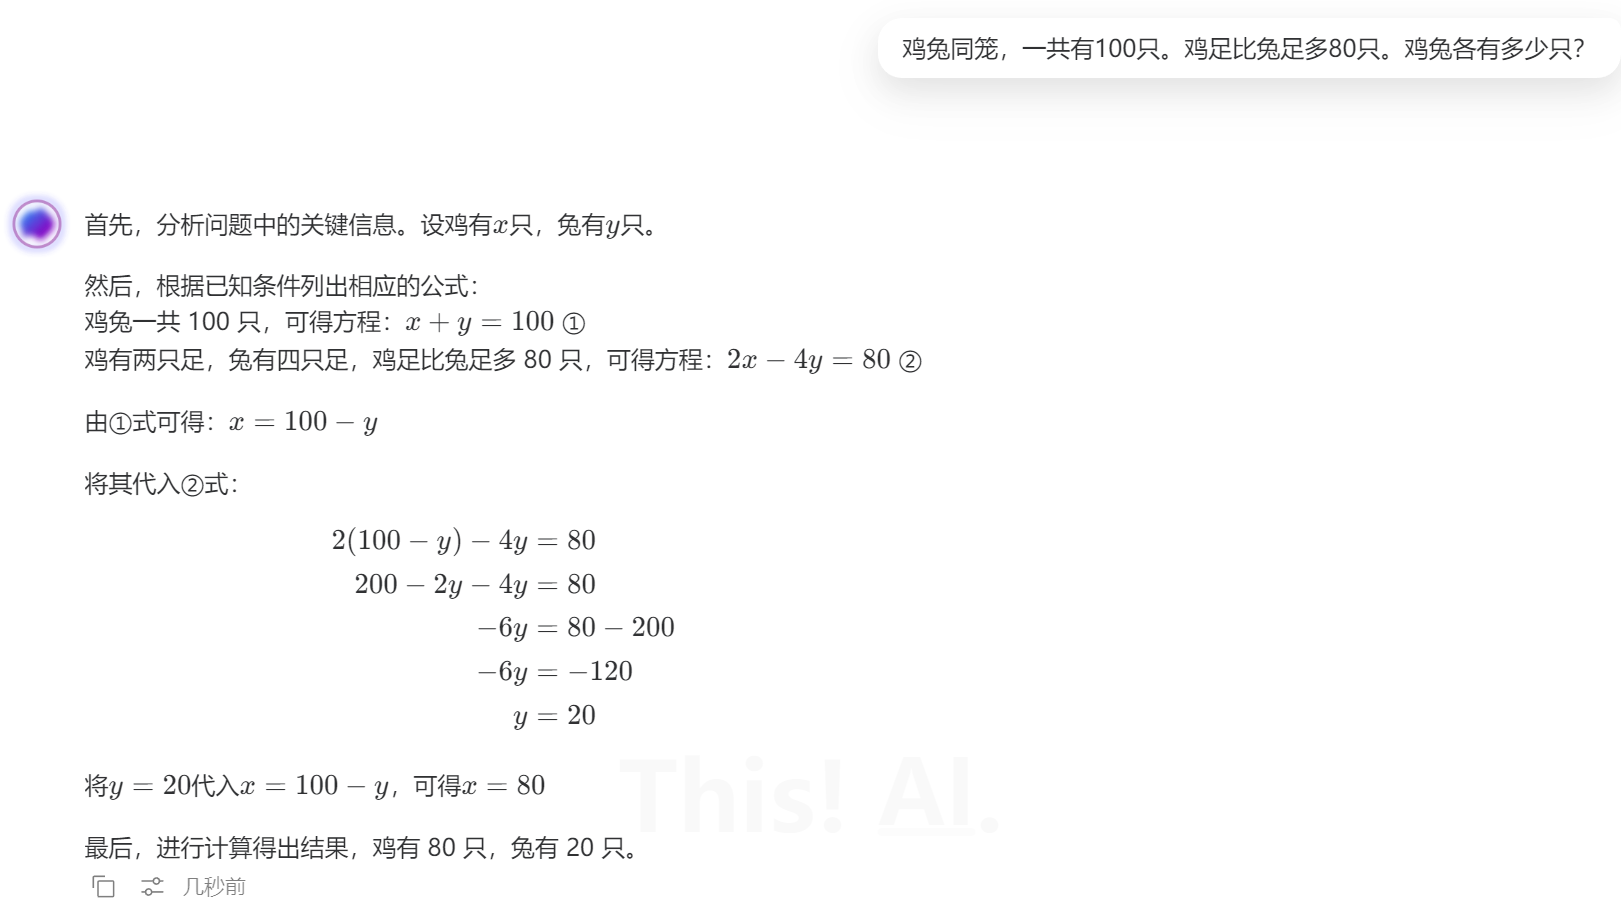 鸡兔同笼，一共有100只。鸡足比兔足多80只。鸡兔各有多少只？
首先，分析问题中的关键信息。设鸡有x只，兔有y只。
然后，根据已知条件列出相应的公式：
鸡兔一共 100 只，可得方程：x + y = 100 ①
鸡有两只足，兔有四只足，鸡足比兔足多 80 只，可得方程：2x − 4y = 80 ②
由①式可得：x = 100 − y
将其代入②式：
2(100 − y) − 4y = 80
200 − 2y − 4y = 80
−6y = 80 − 200
−6y = −120
y = 20
将y = 20代入x = 100 − y，可得x = 80
This! AI.
最后，进行计算得出结果，鸡有 80 只，兔有 20 只。
几秒前